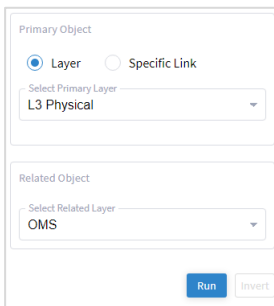 Primary Object
Layer Specific Link
Select Primary Layer
L3 Physical
Related Object
Select Related Layer
OMS
Run Invert